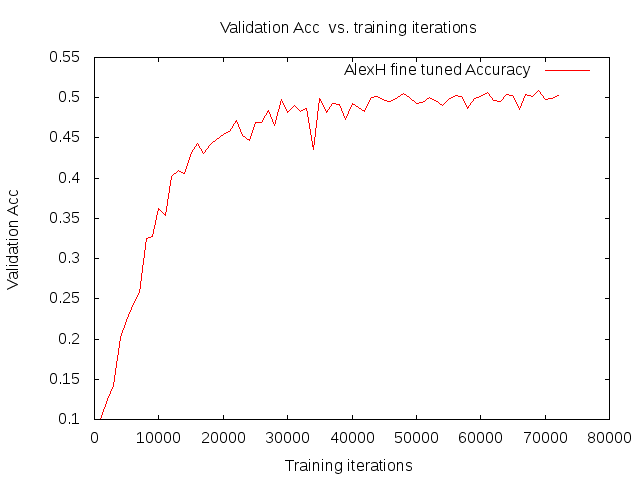 Validation Acc  vs. training iterations
AlexH fine tuned Accuracy
Validation Acc
0.55
0.5
0.45
0.4
0.35
0.3
0.25
0.2
0.15
0.1
0 10000 20000 30000 40000 50000 60000 70000 80000
Training iterations